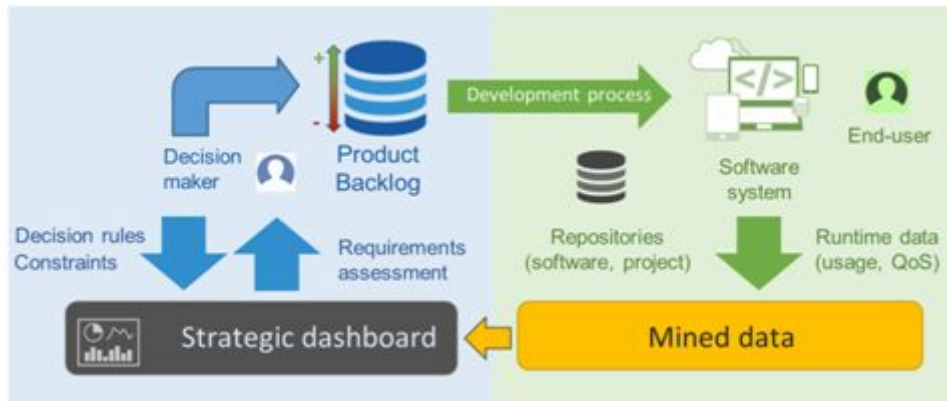 +
-
Product
Backlog
Decision
maker
Development process
</>
End-user
Software
system
Decision rules
Constraints
Requirements
assessment
Repositories
(software, project)
Runtime data
(usage, QoS)
Strategic dashboard
Mined data